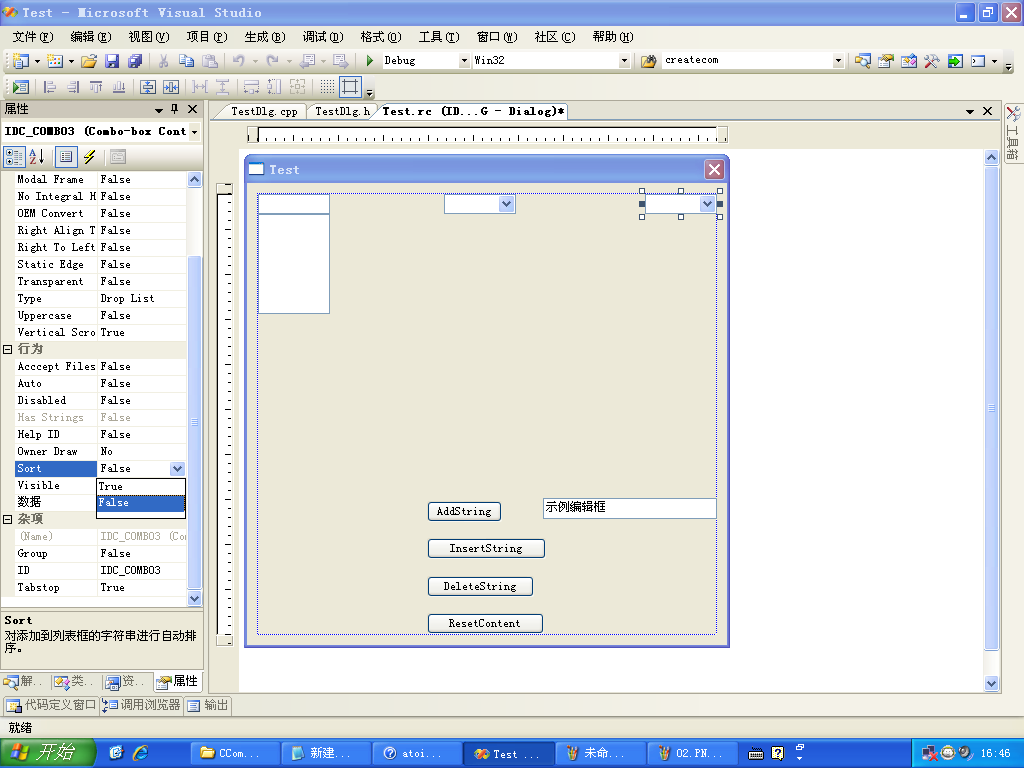 Test - Microsoft Visual Studio
文件(F) 编辑(E) 视图(V) 项目(P) 生成(B) 调试(D) 格式(O) 工具(T) 窗口(W) 社区(C) 帮助(H)
Debug Win32 createcom
属性
TestDlg.cpp TestDlg.h Test.rc (ID...G - Dialog)*
IDC_COMBO3 (Combo-box Cont
工具箱
Modal Frame False
No Integral H False
OEM Convert False
Right Align T False
Right To Left False
Static Edge False
Transparent False
Type Drop List
Uppercase False
Vertical Scro True
行为
Acccept Files False
Auto False
Disabled False
Has Strings False
Help ID False
Owner Draw No
Sort False
Visible True
数据 False
杂项
(Name) IDC_COMBO3 (Co
Group False
ID IDC_COMBO3
Tabstop True
Sort
对添加到列表框的字符串进行自动排
序。
Test
AddString 示例编辑框
InsertString
DeleteString
ResetContent
解.. 类.. 资.. 属性
代码定义窗口 调用浏览器 输出
就绪
开始 CCom... 新建... atoi... Test ... 未命... 02.PN... 16:46